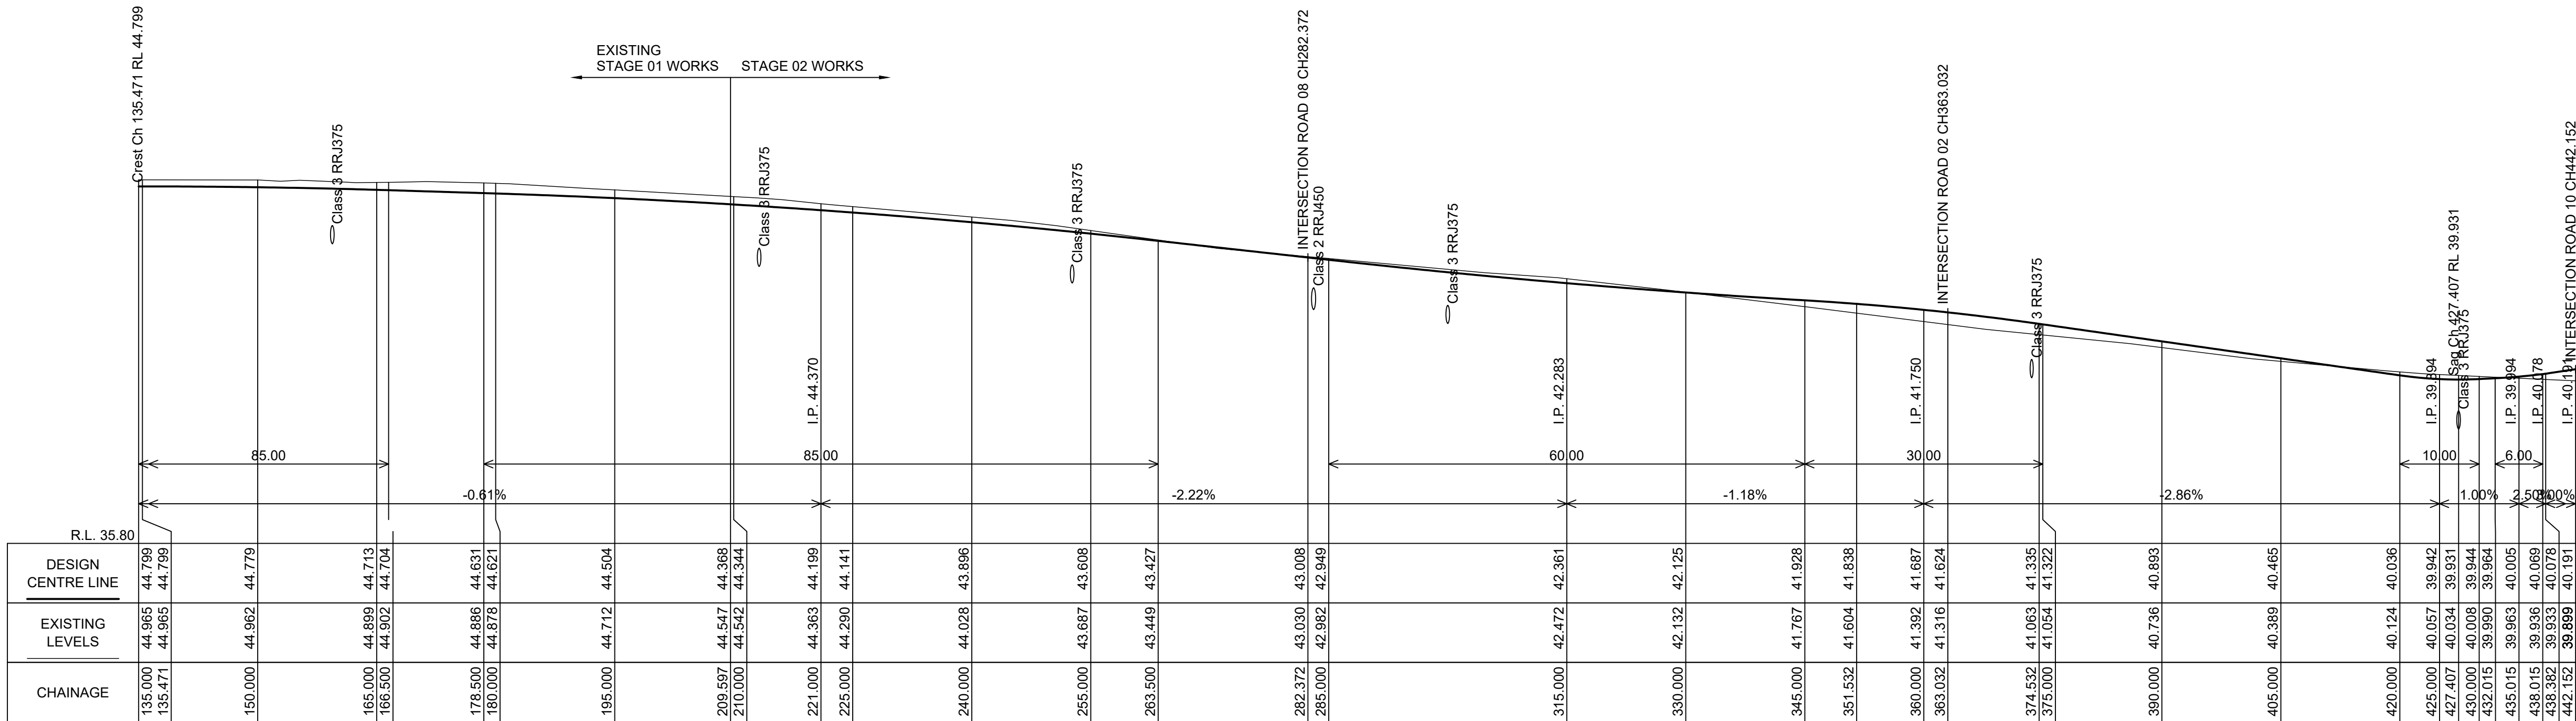 Crest Ch 135.471 RL 44.799
EXISTING
STAGE 01 WORKS
STAGE 02 WORKS
Class 3 RRJ375
Class 3 RRJ375
Class 3 RRJ375
INTERSECTION ROAD 08 CH282.372
Class 2 RRJ450
Class 3 RRJ375
INTERSECTION ROAD 02 CH363.032
Class 3 RRJ375
Sag Ch 427.407 RL 39.931
Class 3 RRJ375
INTERSECTION ROAD 10 CH442.152
I.P. 44.370
I.P. 42.283
I.P. 41.750
I.P. 39.894
I.P. 39.994
I.P. 40.078
I.P. 40.191
85.00
85.00
60.00
30.00
10.00
6.00
-0.61%
-2.22%
-1.18%
-2.86%
1.00%
2.50%
3.00%
R.L. 35.80
DESIGN
CENTRE LINE
44.799 44.799 44.779 44.713 44.704 44.631 44.621 44.504 44.368 44.344 44.199 44.141 43.896 43.608 43.427 43.008 42.949 42.361 42.125 41.928 41.838 41.687 41.624 41.335 41.322 40.893 40.465 40.036 39.942 39.931 39.944 39.964 40.005 40.069 40.078 40.191
EXISTING
LEVELS
44.965 44.965 44.962 44.899 44.902 44.886 44.878 44.712 44.547 44.542 44.363 44.290 44.028 43.687 43.449 43.030 42.982 42.472 42.132 41.767 41.604 41.392 41.316 41.063 41.054 40.736 40.389 40.124 40.057 40.034 40.008 39.990 39.963 39.936 39.933 39.899
CHAINAGE
135.000 135.471 150.000 165.000 166.500 178.500 180.000 195.000 209.597 210.000 221.000 225.000 240.000 255.000 263.500 282.372 285.000 315.000 330.000 345.000 351.532 360.000 363.032 374.532 375.000 390.000 405.000 420.000 425.000 427.407 430.000 432.015 435.015 438.015 438.382 442.152